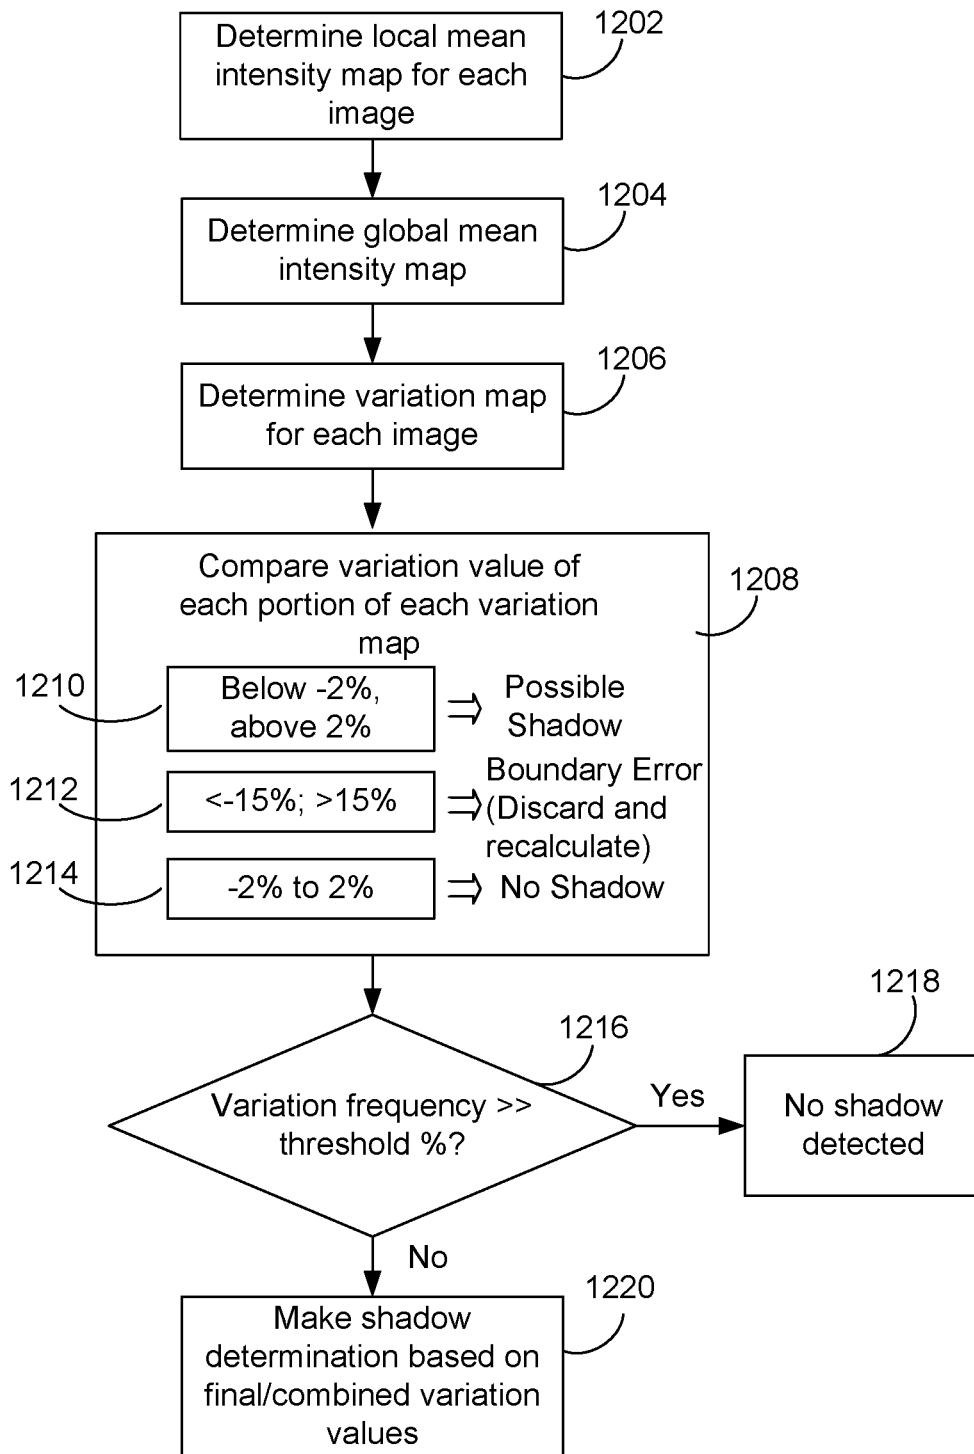 1202
Determine local mean
intensity map for each
image
1204
Determine global mean
intensity map
1206
Determine variation map
for each image
1208
Compare variation value of
each portion of each variation
map
1210
Below -2%,
above 2%
Possible
Shadow
1212
<-15%; >15%
Boundary Error
(Discard and
recalculate)
1214
-2% to 2%
No Shadow
1216
Variation frequency >>
threshold %?
Yes
1218
No shadow
detected
No
1220
Make shadow
determination based on
final/combined variation
values